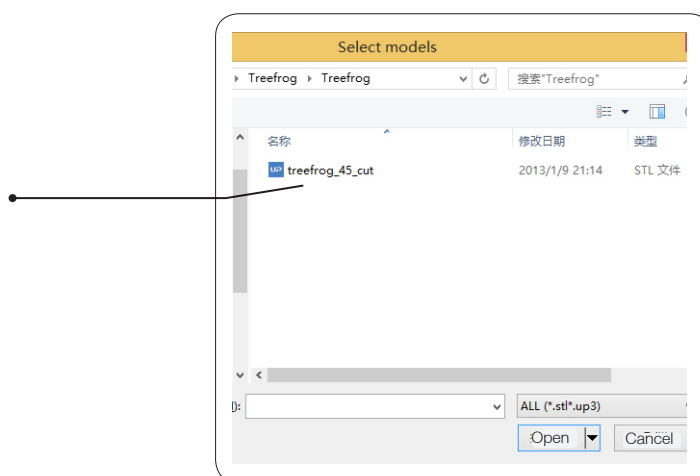 Select models
Treefrog Treefrog 搜索"Treefrog"
名称 修改日期 类型
UP treefrog_45_cut 2013/1/9 21:14 STL 文件
): ALL (*.stl*.up3)
Open Cancel